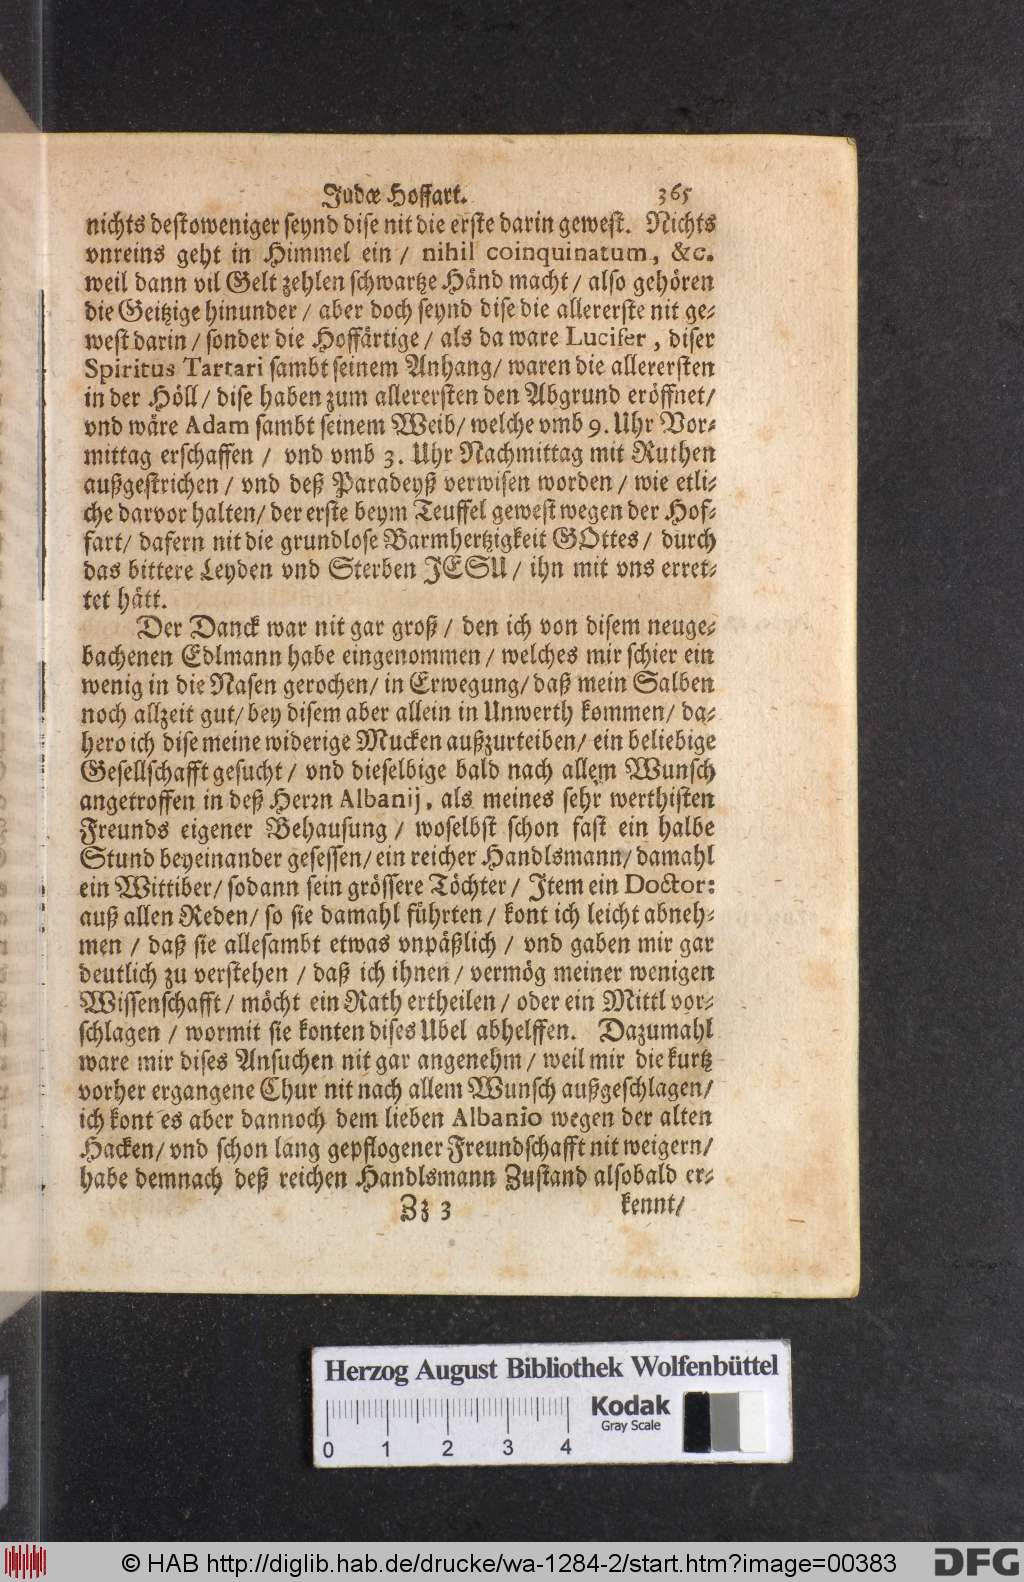 Judæ Hoffart. 365
nichts destoweniger seynd dise nit die erste darin gewest. Nichts
vnreins geht in Himmel ein / nihil coinquinatum, &c.
weil dann vil Gelt zehlen schwartze Händ macht / also gehören
die Geitzige hinunder / aber doch seynd dise die allererste nit ge-
west darin / sonder die Hoffärtige / als da ware Lucifer, diser
Spiritus Tartari sambt seinem Anhang / waren die allerersten
in der Höll / dise haben zum allerersten den Abgrund eröffnet /
vnd wäre Adam sambt seinem Weib / welche vmb 9. Uhr Vor-
mittag erschaffen / vnd vmb 3. Uhr Nachmittag mit Ruthen
außgestrichen / vnd deß Paradeyß verwisen worden / wie etli-
che darvor halten / der erste beym Teuffel gewest wegen der Hof-
fart / dafern nit die grundlose Barmhertzigkeit GOttes / durch
das bittere Leyden vnd Sterben JESU / ihn mit vns erret-
tet hätt.
Der Danck war nit gar groß / den ich von disem neuge-
bachenen Edlmann habe eingenommen / welches mir schier ein
wenig in die Nasen gerochen / in Erwegung / daß mein Salben
noch allzeit gut / bey disem aber allein in Unwerth kommen / da-
hero ich dise meine widerige Mucken außzurteiben / ein beliebige
Gesellschafft gesucht / vnd dieselbige bald nach allem Wunsch
angetroffen in deß Herrn Albanij, als meines sehr werthisten
Freunds eigener Behausung / woselbst schon fast ein halbe
Stund beyeinander gesessen / ein reicher Handlsmann / damahl
ein Wittiber / sodann sein grössere Töchter / Item ein Doctor:
auß allen Reden / so sie damahl führten / kont ich leicht abneh-
men / daß sie allesambt etwas vnpäßlich / vnd gaben mir gar
deutlich zu verstehen / daß ich ihnen / vermög meiner wenigen
Wissenschafft / möcht ein Rath ertheilen / oder ein Mittl vor-
schlagen / wormit sie konten dises Ubel abhelffen. Dazumahl
ware mir dises Ansuchen nit gar angenehm / weil mir die kurtz
vorher ergangene Chur nit nach allem Wunsch außgeschlagen /
ich kont es aber dannoch dem lieben Albanio wegen der alten
Hacken / vnd schon lang gepflogener Freundschafft nit weigern /
habe demnach deß reichen Handlsmann Zustand alsobald er-
Zz 3 kennt /
Herzog August Bibliothek Wolfenbüttel
0 1 2 3 4
Kodak
Gray Scale
© HAB http://diglib.hab.de/drucke/wa-1284-2/start.htm?image=00383
DFG